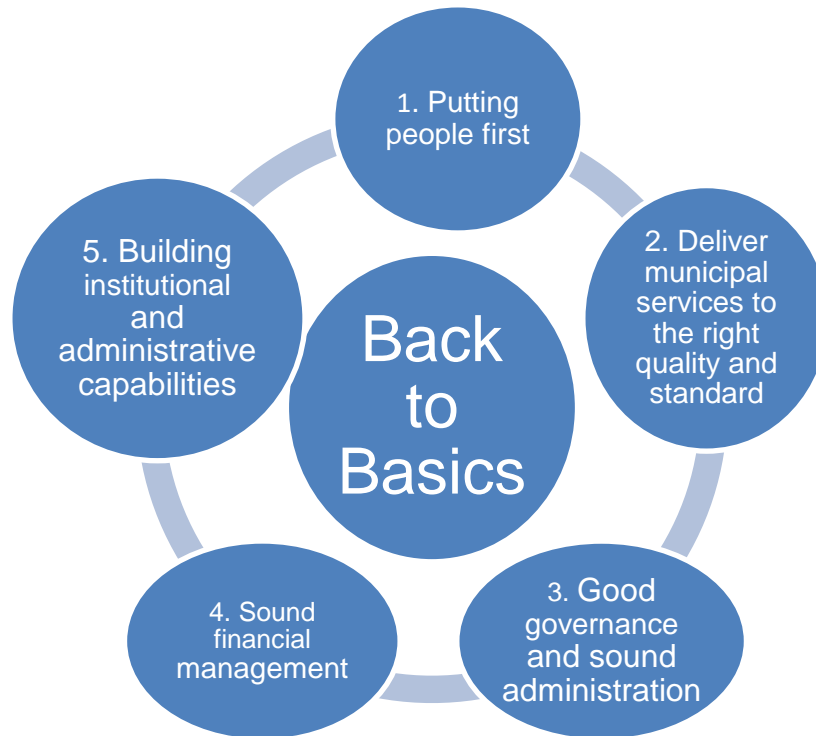 1. Putting
people first
2. Deliver
municipal
services to
the right
quality and
standard
3. Good
governance
and sound
administration
4. Sound
financial
management
5. Building
institutional
and
administrative
capabilities
Back
to
Basics